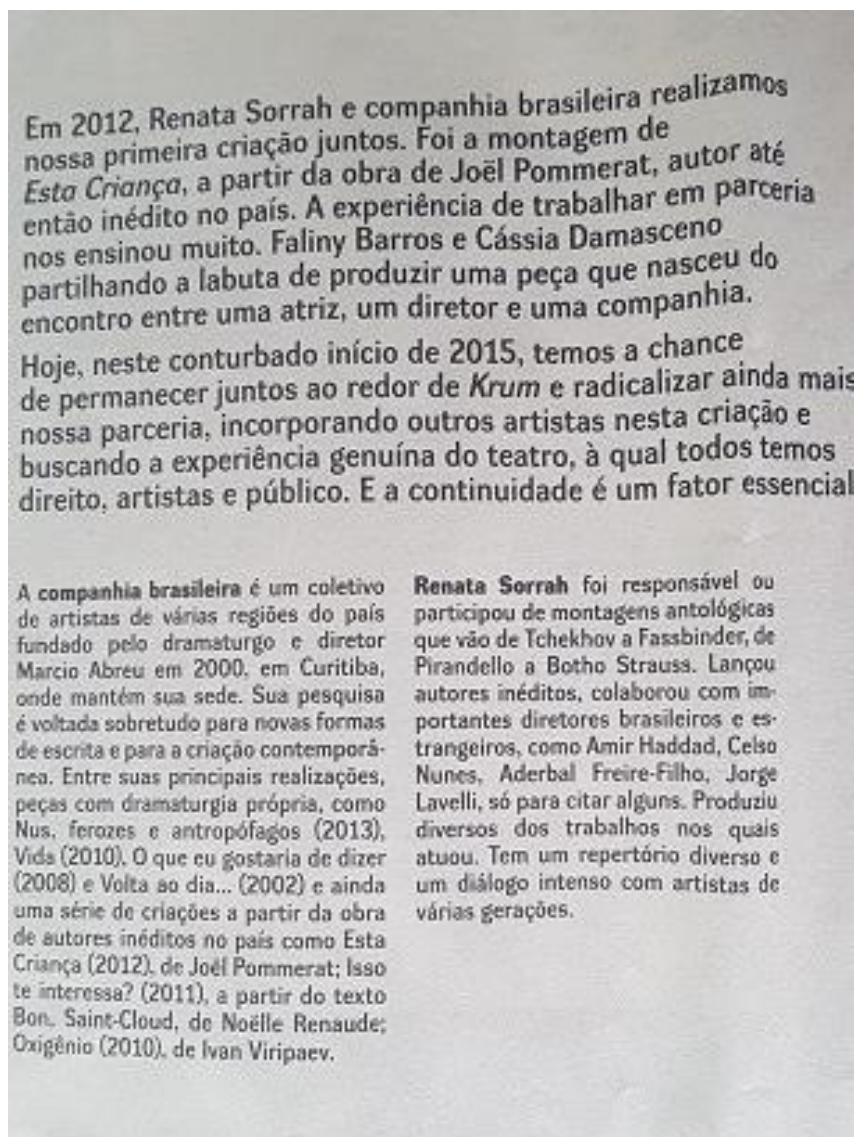 Em 2012, Renata Sorrah e companhia brasileira realizamos
nossa primeira criação juntos. Foi a montagem de
Esta Criança, a partir da obra de Joël Pommerat, autor até
então inédito no país. A experiência de trabalhar em parceria
nos ensinou muito. Faliny Barros e Cássia Damasceno
partilhando a labuta de produzir uma peça que nasceu do
encontro entre uma atriz, um diretor e uma companhia.
Hoje, neste conturbado início de 2015, temos a chance
de permanecer juntos ao redor de Krum e radicalizar ainda mais
nossa parceria, incorporando outros artistas nesta criação e
buscando a experiência genuína do teatro, à qual todos temos
direito, artistas e público. E a continuidade é um fator essencial
A companhia brasileira é um coletivo
de artistas de várias regiões do país
fundado pelo dramaturgo e diretor
Marcio Abreu em 2000, em Curitiba,
onde mantém sua sede. Sua pesquisa
é voltada sobretudo para novas formas
de escrita e para a criação contemporâ-
nea. Entre suas principais realizações,
peças com dramaturgia própria, como
Nus, ferozes e antropófagos (2013),
Vida (2010), O que eu gostaria de dizer
(2008) e Volta ao dia... (2002) e ainda
uma série de criações a partir da obra
de autores inéditos no país como Esta
Criança (2012), de Joël Pommerat; Isso
te interessa? (2011), a partir do texto
Bon, Saint-Cloud, de Noëlle Renaude;
Oxigênio (2010), de Ivan Viripaev.
Renata Sorrah foi responsável ou
participou de montagens antológicas
que vão de Tchekhov a Fassbinder, de
Pirandello a Botho Strauss. Lançou
autores inéditos, colaborou com im-
portantes diretores brasileiros e es-
trangeiros, como Amir Haddad, Celso
Nunes, Aderbal Freire-Filho, Jorge
Lavelli, só para citar alguns. Produziu
diversos dos trabalhos nos quais
atuou. Tem um repertório diverso e
um diálogo intenso com artistas de
várias gerações.